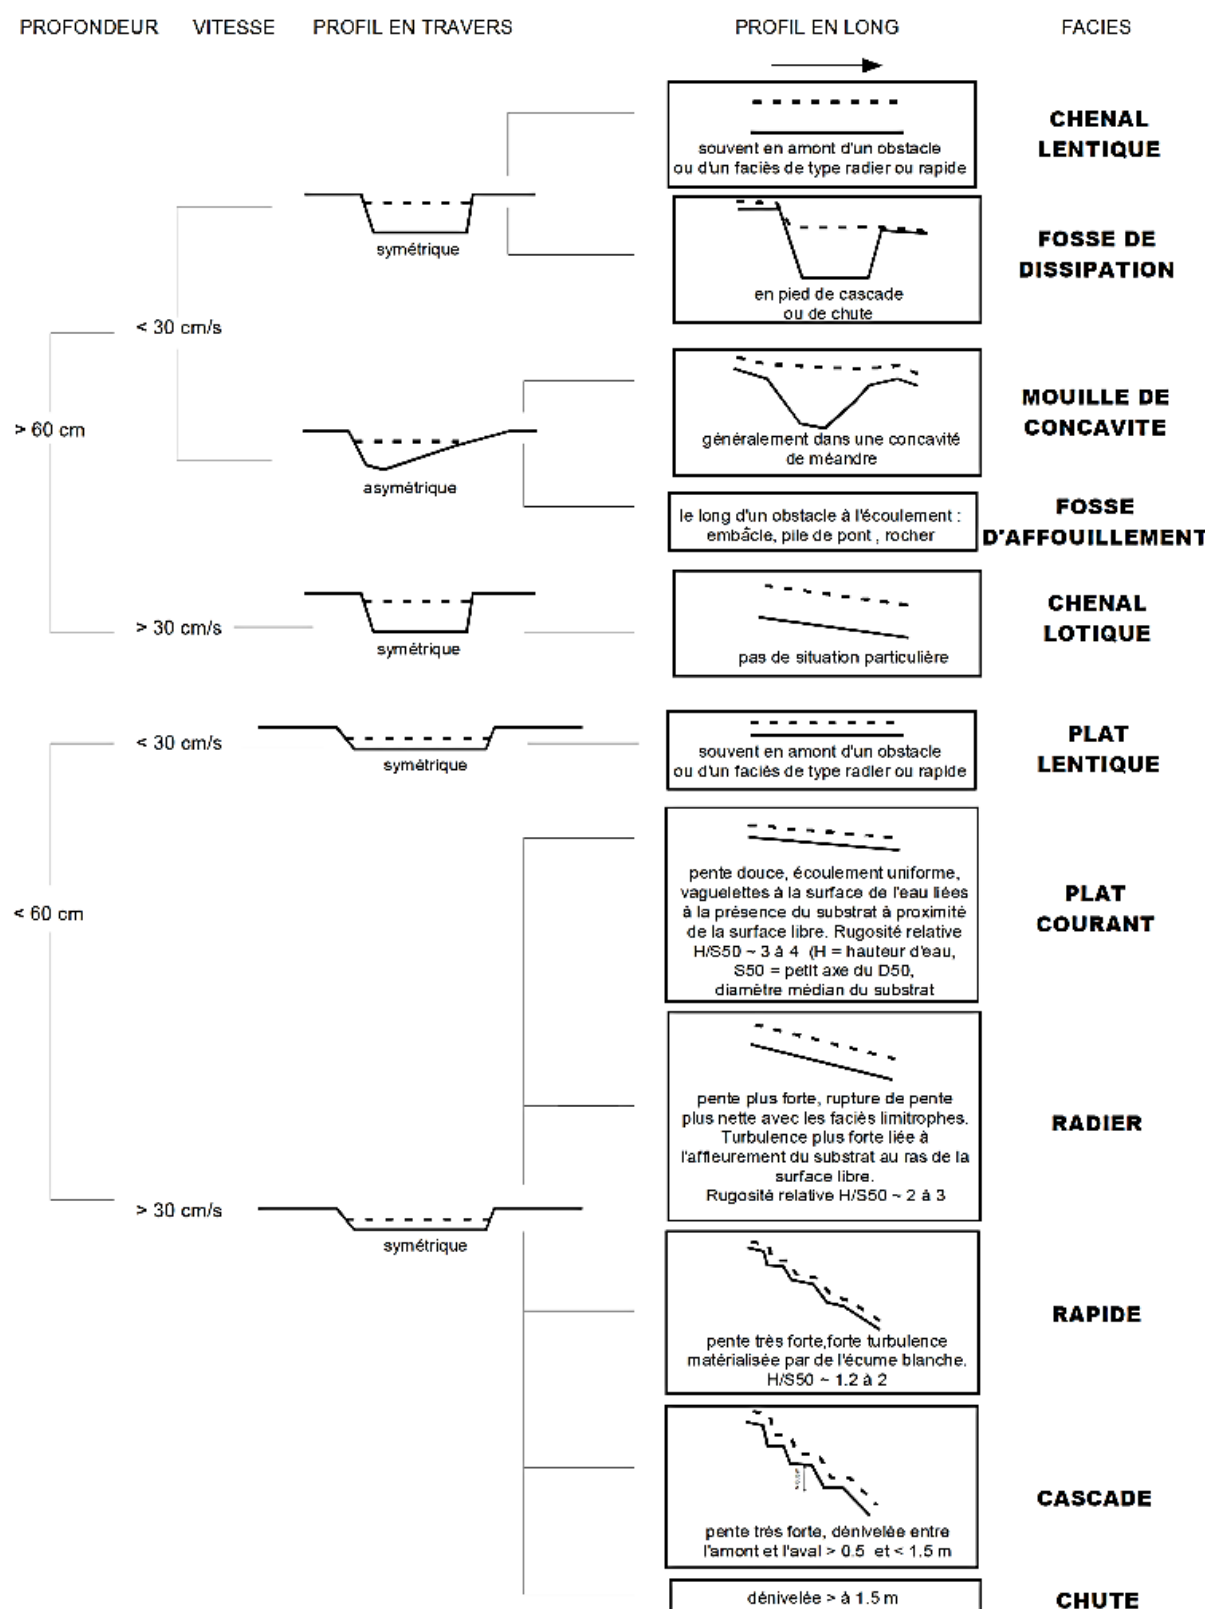 PROFONDEUR VITESSE PROFIL EN TRAVERS PROFIL EN LONG FACIES
CHENAL
LENTIQUE
souvent en amont d'un obstacle
ou d'un faciès de type radier ou rapide
symétrique
FOSSE DE
DISSIPATION
en pied de cascade
ou de chute
< 30 cm/s
> 60 cm
MOUILLE DE
CONCAVITE
généralement dans une concavité
de méandre
asymétrique
FOSSE
D'AFFOUILLEMENT
le long d'un obstacle à l'écoulement :
embâcle, pile de pont , rocher
CHENAL
LOTIQUE
> 30 cm/s
symétrique
pas de situation particulière
< 30 cm/s
symétrique
souvent en amont d'un obstacle
ou d'un faciès de type radier ou rapide
PLAT
LENTIQUE
pente douce, écoulement uniforme,
vaguelettes à la surface de l'eau liées
à la présence du substrat à proximité
de la surface libre. Rugosité relative
H/S50 ~ 3 à 4 (H = hauteur d'eau,
S50 = petit axe du D50,
diamètre médian du substrat
PLAT
COURANT
< 60 cm
pente plus forte, rupture de pente
plus nette avec les faciès limitrophes.
Turbulence plus forte liée à
l'affleurement du substrat au ras de la
surface libre.
Rugosité relative H/S50 ~ 2 à 3
RADIER
> 30 cm/s
symétrique
pente très forte,forte turbulence
matérialisée par de l'écume blanche.
H/S50 ~ 1.2 à 2
RAPIDE
pente très forte, dénivelée entre
l'amont et l'aval > 0.5 et < 1.5 m
CASCADE
dénivelée > à 1.5 m
CHUTE